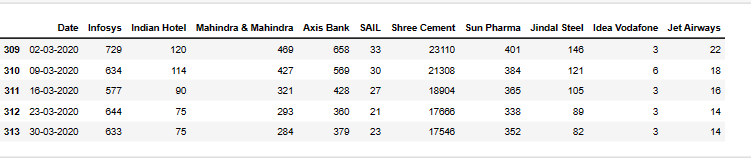 Date Infosys Indian Hotel Mahindra & Mahindra Axis Bank SAIL Shree Cement Sun Pharma Jindal Steel Idea Vodafone Jet Airways
309 02-03-2020 729 120 469 658 33 23110 401 146 3 22
310 09-03-2020 634 114 427 569 30 21308 384 121 6 18
311 16-03-2020 577 90 321 428 27 18904 365 105 3 16
312 23-03-2020 644 75 293 360 21 17666 338 89 3 14
313 30-03-2020 633 75 284 379 23 17546 352 82 3 14